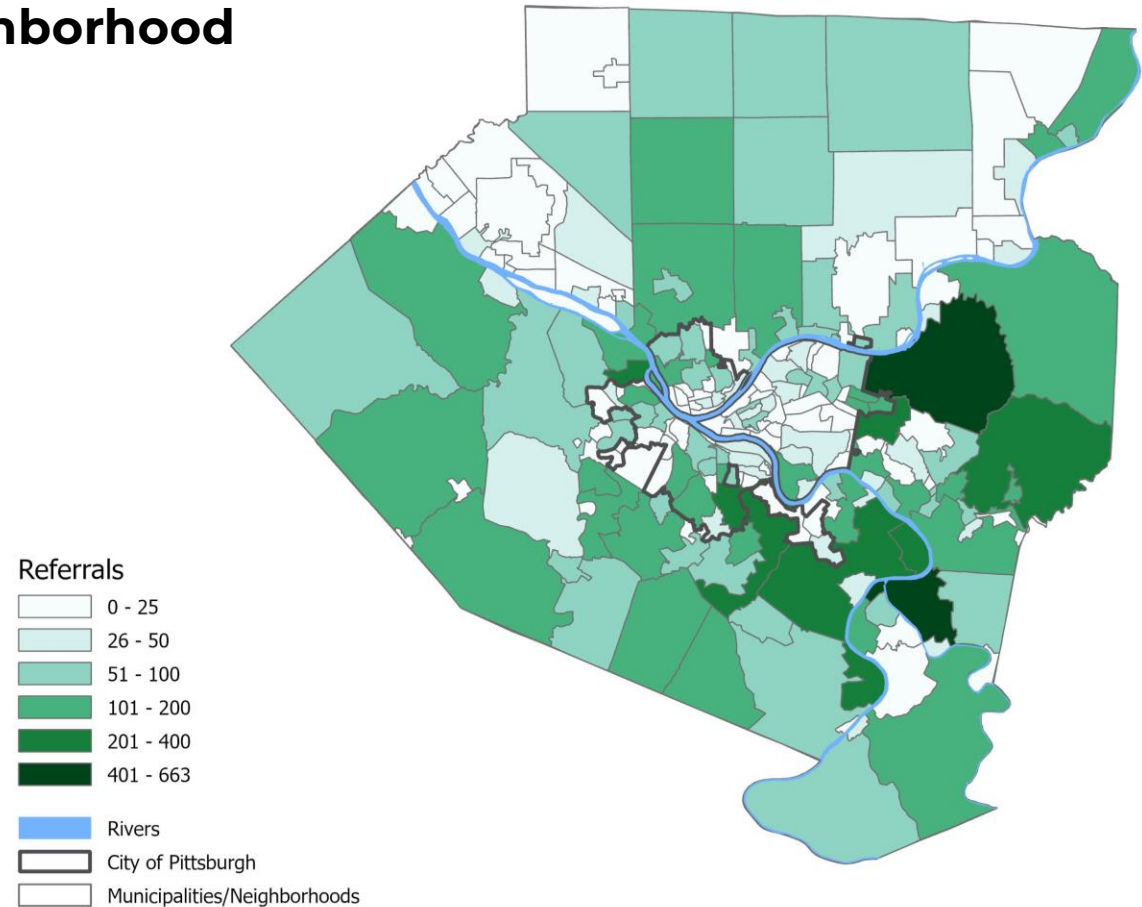 nborhood
Referrals
0 - 25
26 - 50
51 - 100
101 - 200
201 - 400
401 - 663
Rivers
City of Pittsburgh
Municipalities/Neighborhoods